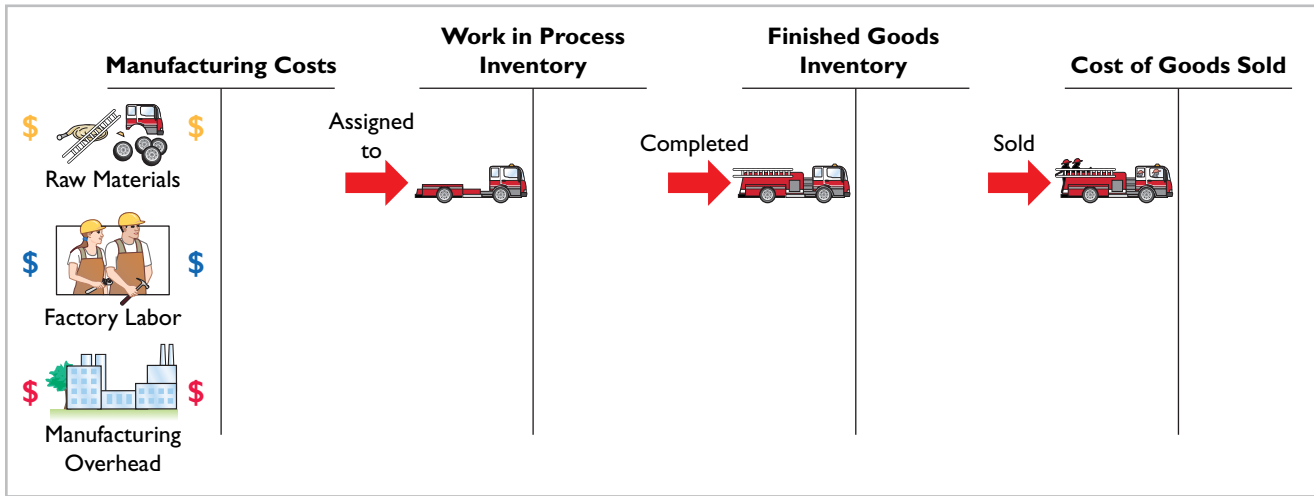 Manufacturing Costs
Work in Process
Inventory
Finished Goods
Inventory
Cost of Goods Sold
$ $
Raw Materials
$ $
Factory Labor
$ $
Manufacturing
Overhead
Assigned
to
Completed
Sold